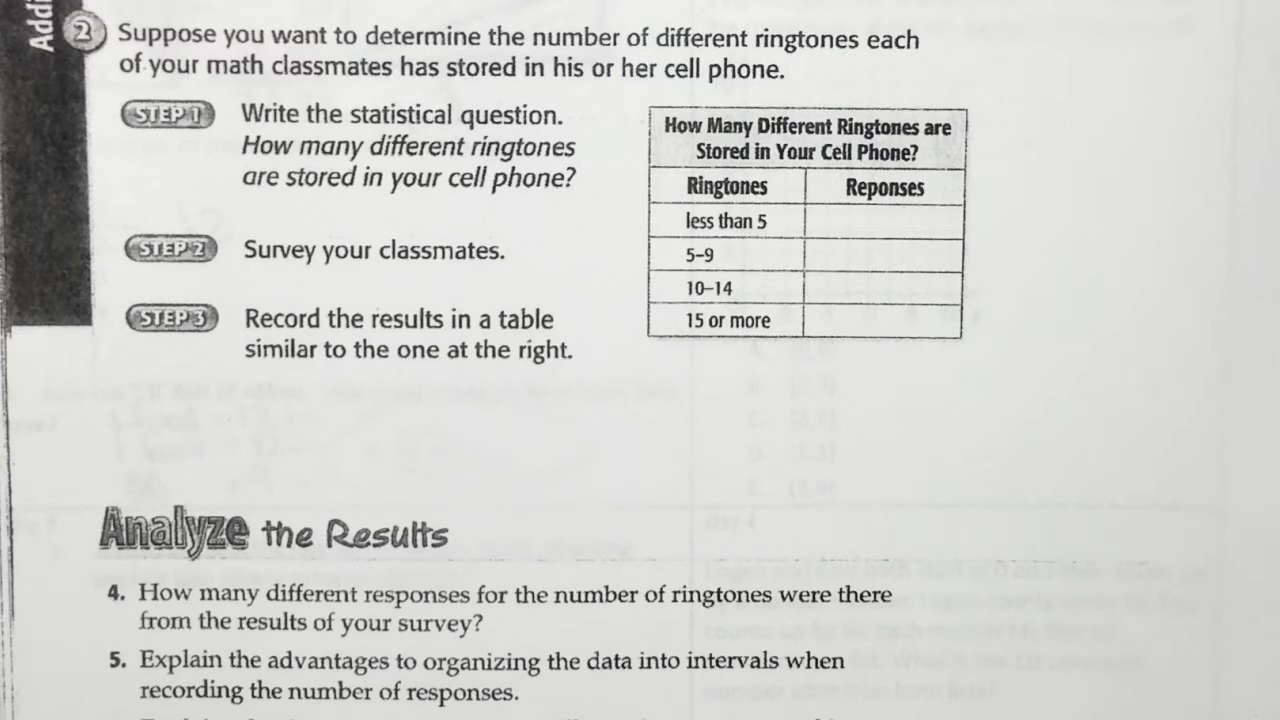 Addi
2 Suppose you want to determine the number of different ringtones each
of your math classmates has stored in his or her cell phone.
STEP 1 Write the statistical question.
How many different ringtones
are stored in your cell phone?
STEP 2 Survey your classmates.
STEP 3 Record the results in a table
similar to the one at the right.
How Many Different Ringtones are
Stored in Your Cell Phone?
Ringtones Reponses
less than 5
5–9
10–14
15 or more
Analyze the Results
4. How many different responses for the number of ringtones were there
from the results of your survey?
5. Explain the advantages to organizing the data into intervals when
recording the number of responses.